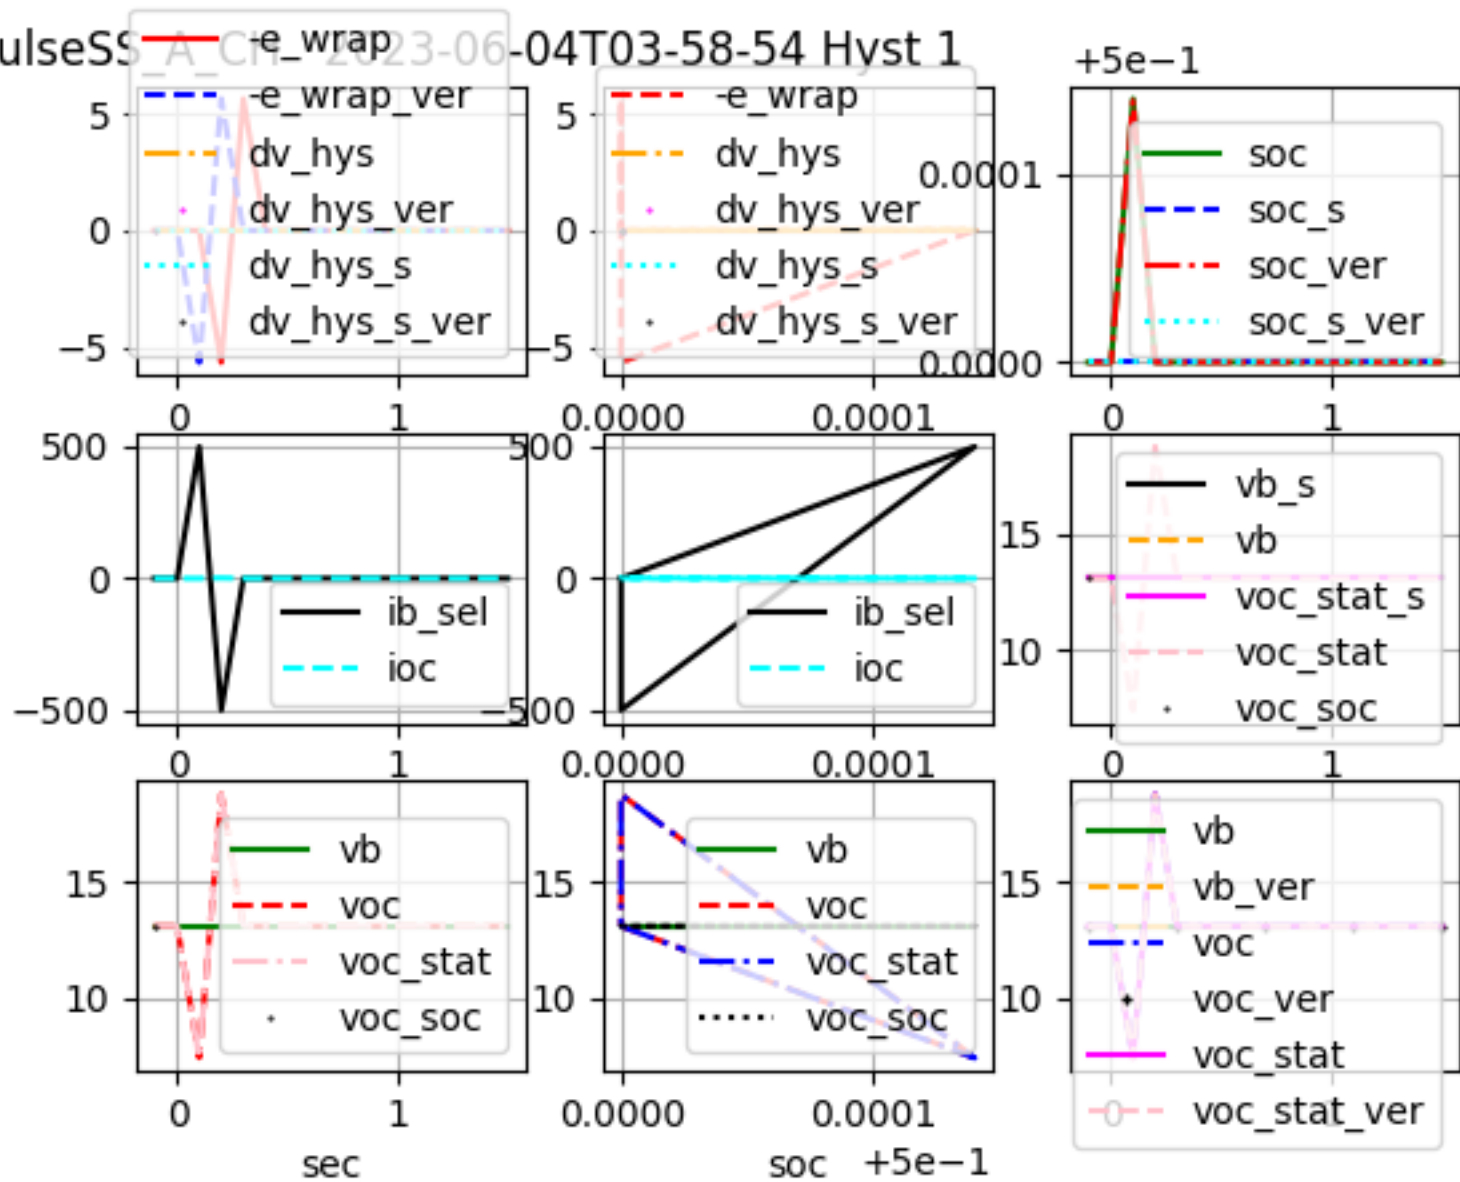 ulseSS_A_Ch 2023-06-04T03-58-54 Hyst 1
-e_wrap
-e_wrap_ver
dv_hys
dv_hys_ver
dv_hys_s
dv_hys_s_ver
5
0
−5
0 1
-e_wrap
dv_hys
dv_hys_ver
dv_hys_s
dv_hys_s_ver
5
0
−5
0.0000 0.0001
+5e−1
soc
soc_s
soc_ver
soc_s_ver
0.0001
0.0000
0 1
500
0
−500
ib_sel
ioc
0 1
500
0
−500
ib_sel
ioc
0.0000 0.0001
15
10
vb_s
vb
voc_stat_s
voc_stat
voc_soc
0 1
15
10
vb
voc
voc_stat
voc_soc
0 1
sec
15
10
vb
voc
voc_stat
voc_soc
0.0000 0.0001
soc +5e−1
15
10
vb
vb_ver
voc
voc_ver
voc_stat
voc_stat_ver
0